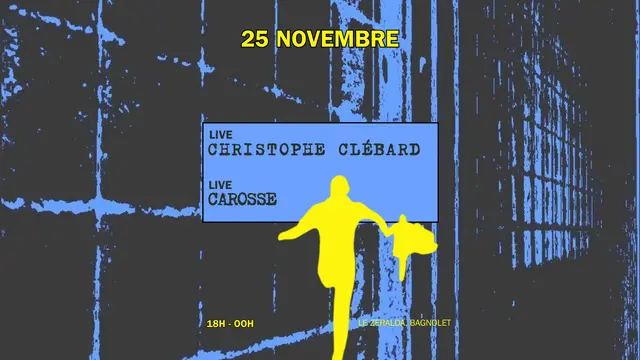 25 NOVEMBRE
LIVE
CHRISTOPHE CLÉBARD
LIVE
CAROSSE
18H - 00H
LE ZERALDA, BAGNOLET